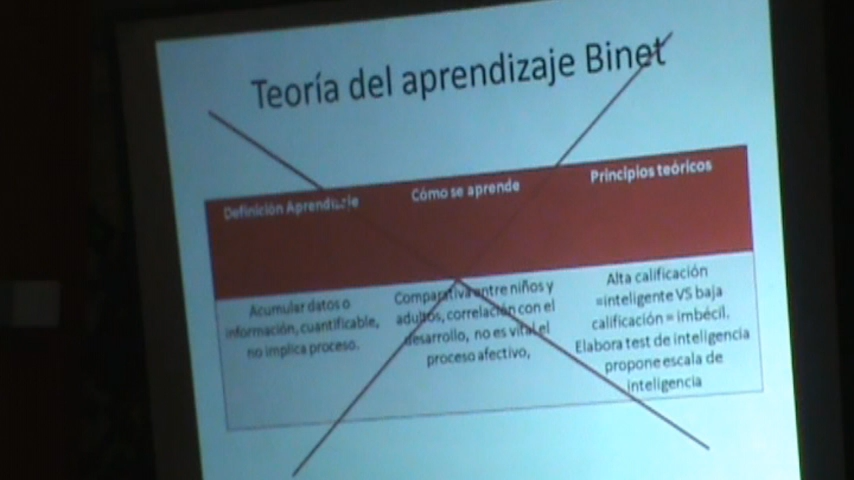 Teoría del aprendizaje Binet
Definición Aprendizaje
Cómo se aprende
Principios teóricos
Acumular datos o
información, cuantificable,
no implica proceso.
Comparativa entre niños y
adultos, correlación con el
desarrollo, no es vital el
proceso afectivo,
Alta calificación
=inteligente VS baja
calificación = imbécil.
Elabora test de inteligencia
propone escala de
inteligencia